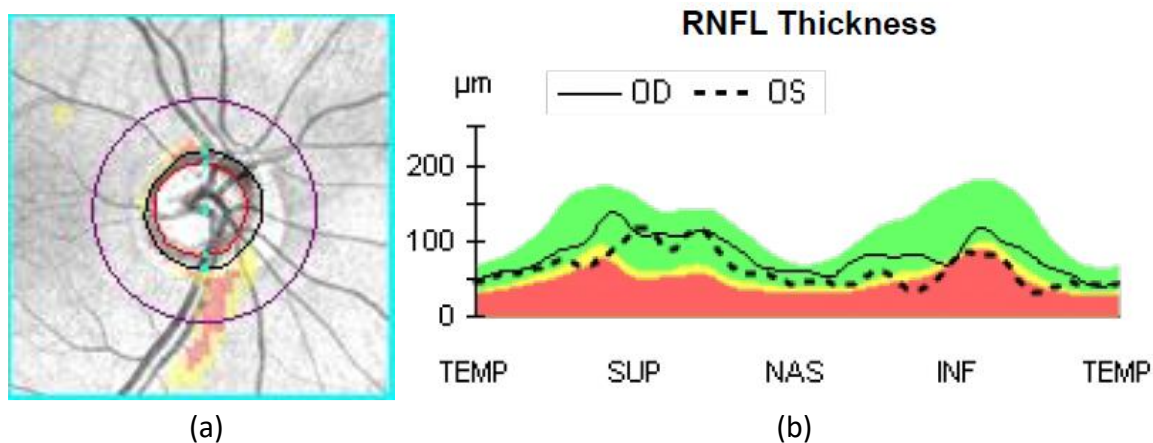 RNFL Thickness
µm
OD OS
200
100
0
TEMP SUP NAS INF TEMP
(a) (b)